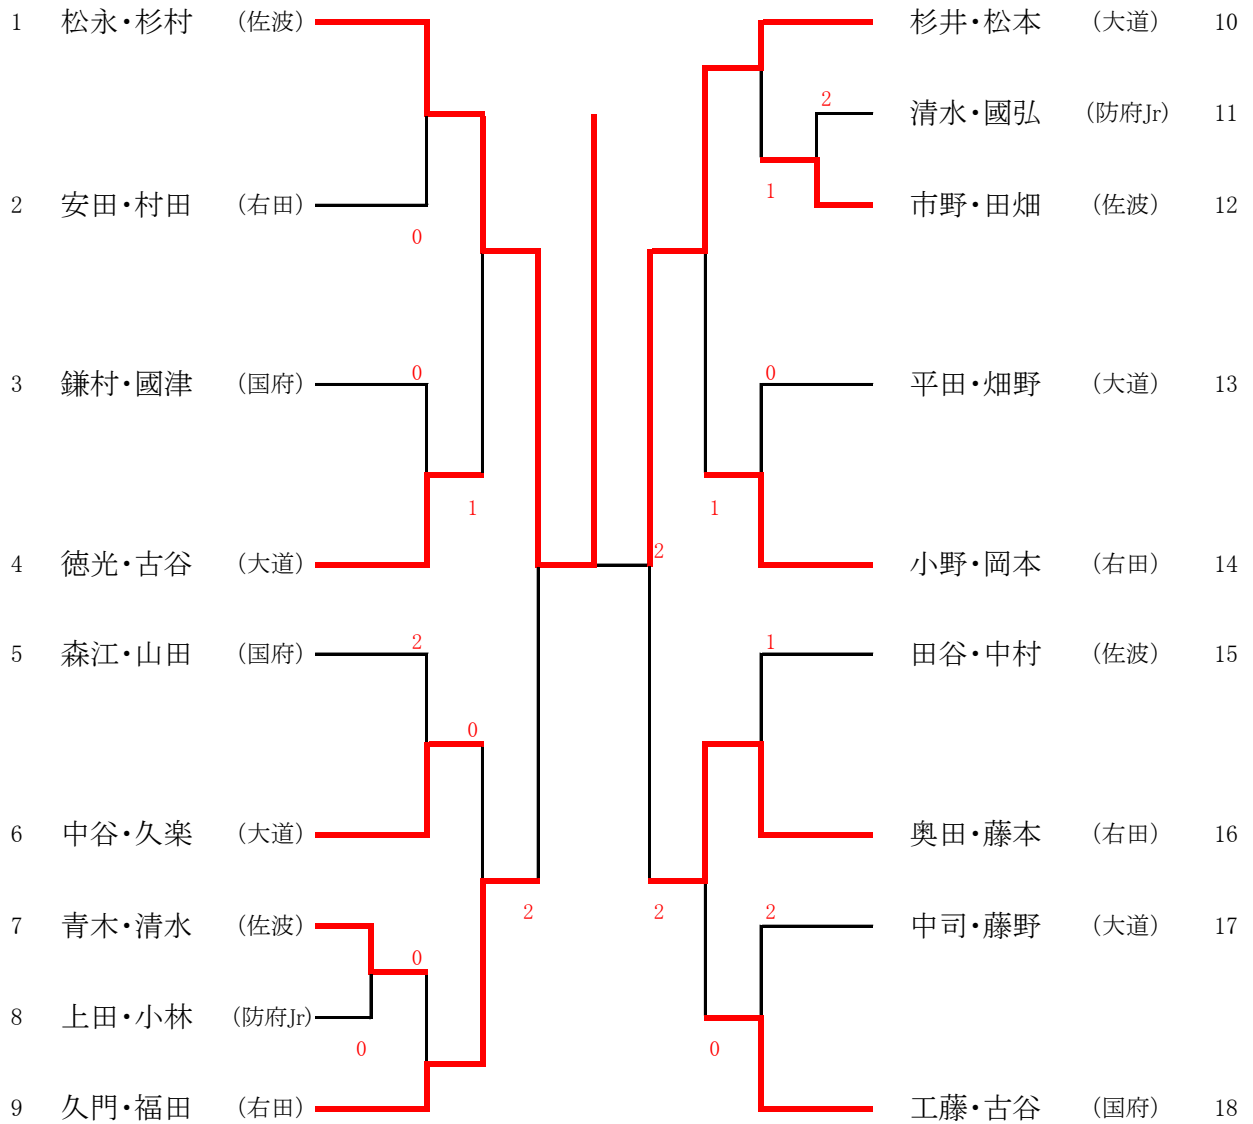 1 松永・杉村 (佐波) 杉井・松本 (大道) 10
2 清水・國弘 (防府Jr) 11
1
2 安田・村田 (右田) 市野・田畑 (佐波) 12
0
0 0
3 鎌村・國津 (国府) 平田・畑野 (大道) 13
1 1
2
4 徳光・古谷 (大道) 小野・岡本 (右田) 14
2 1
5 森江・山田 (国府) 田谷・中村 (佐波) 15
0
6 中谷・久楽 (大道) 奥田・藤本 (右田) 16
2 2 2
7 青木・清水 (佐波) 中司・藤野 (大道) 17
0
8 上田・小林 (防府Jr)
0 0
9 久門・福田 (右田) 工藤・古谷 (国府) 18